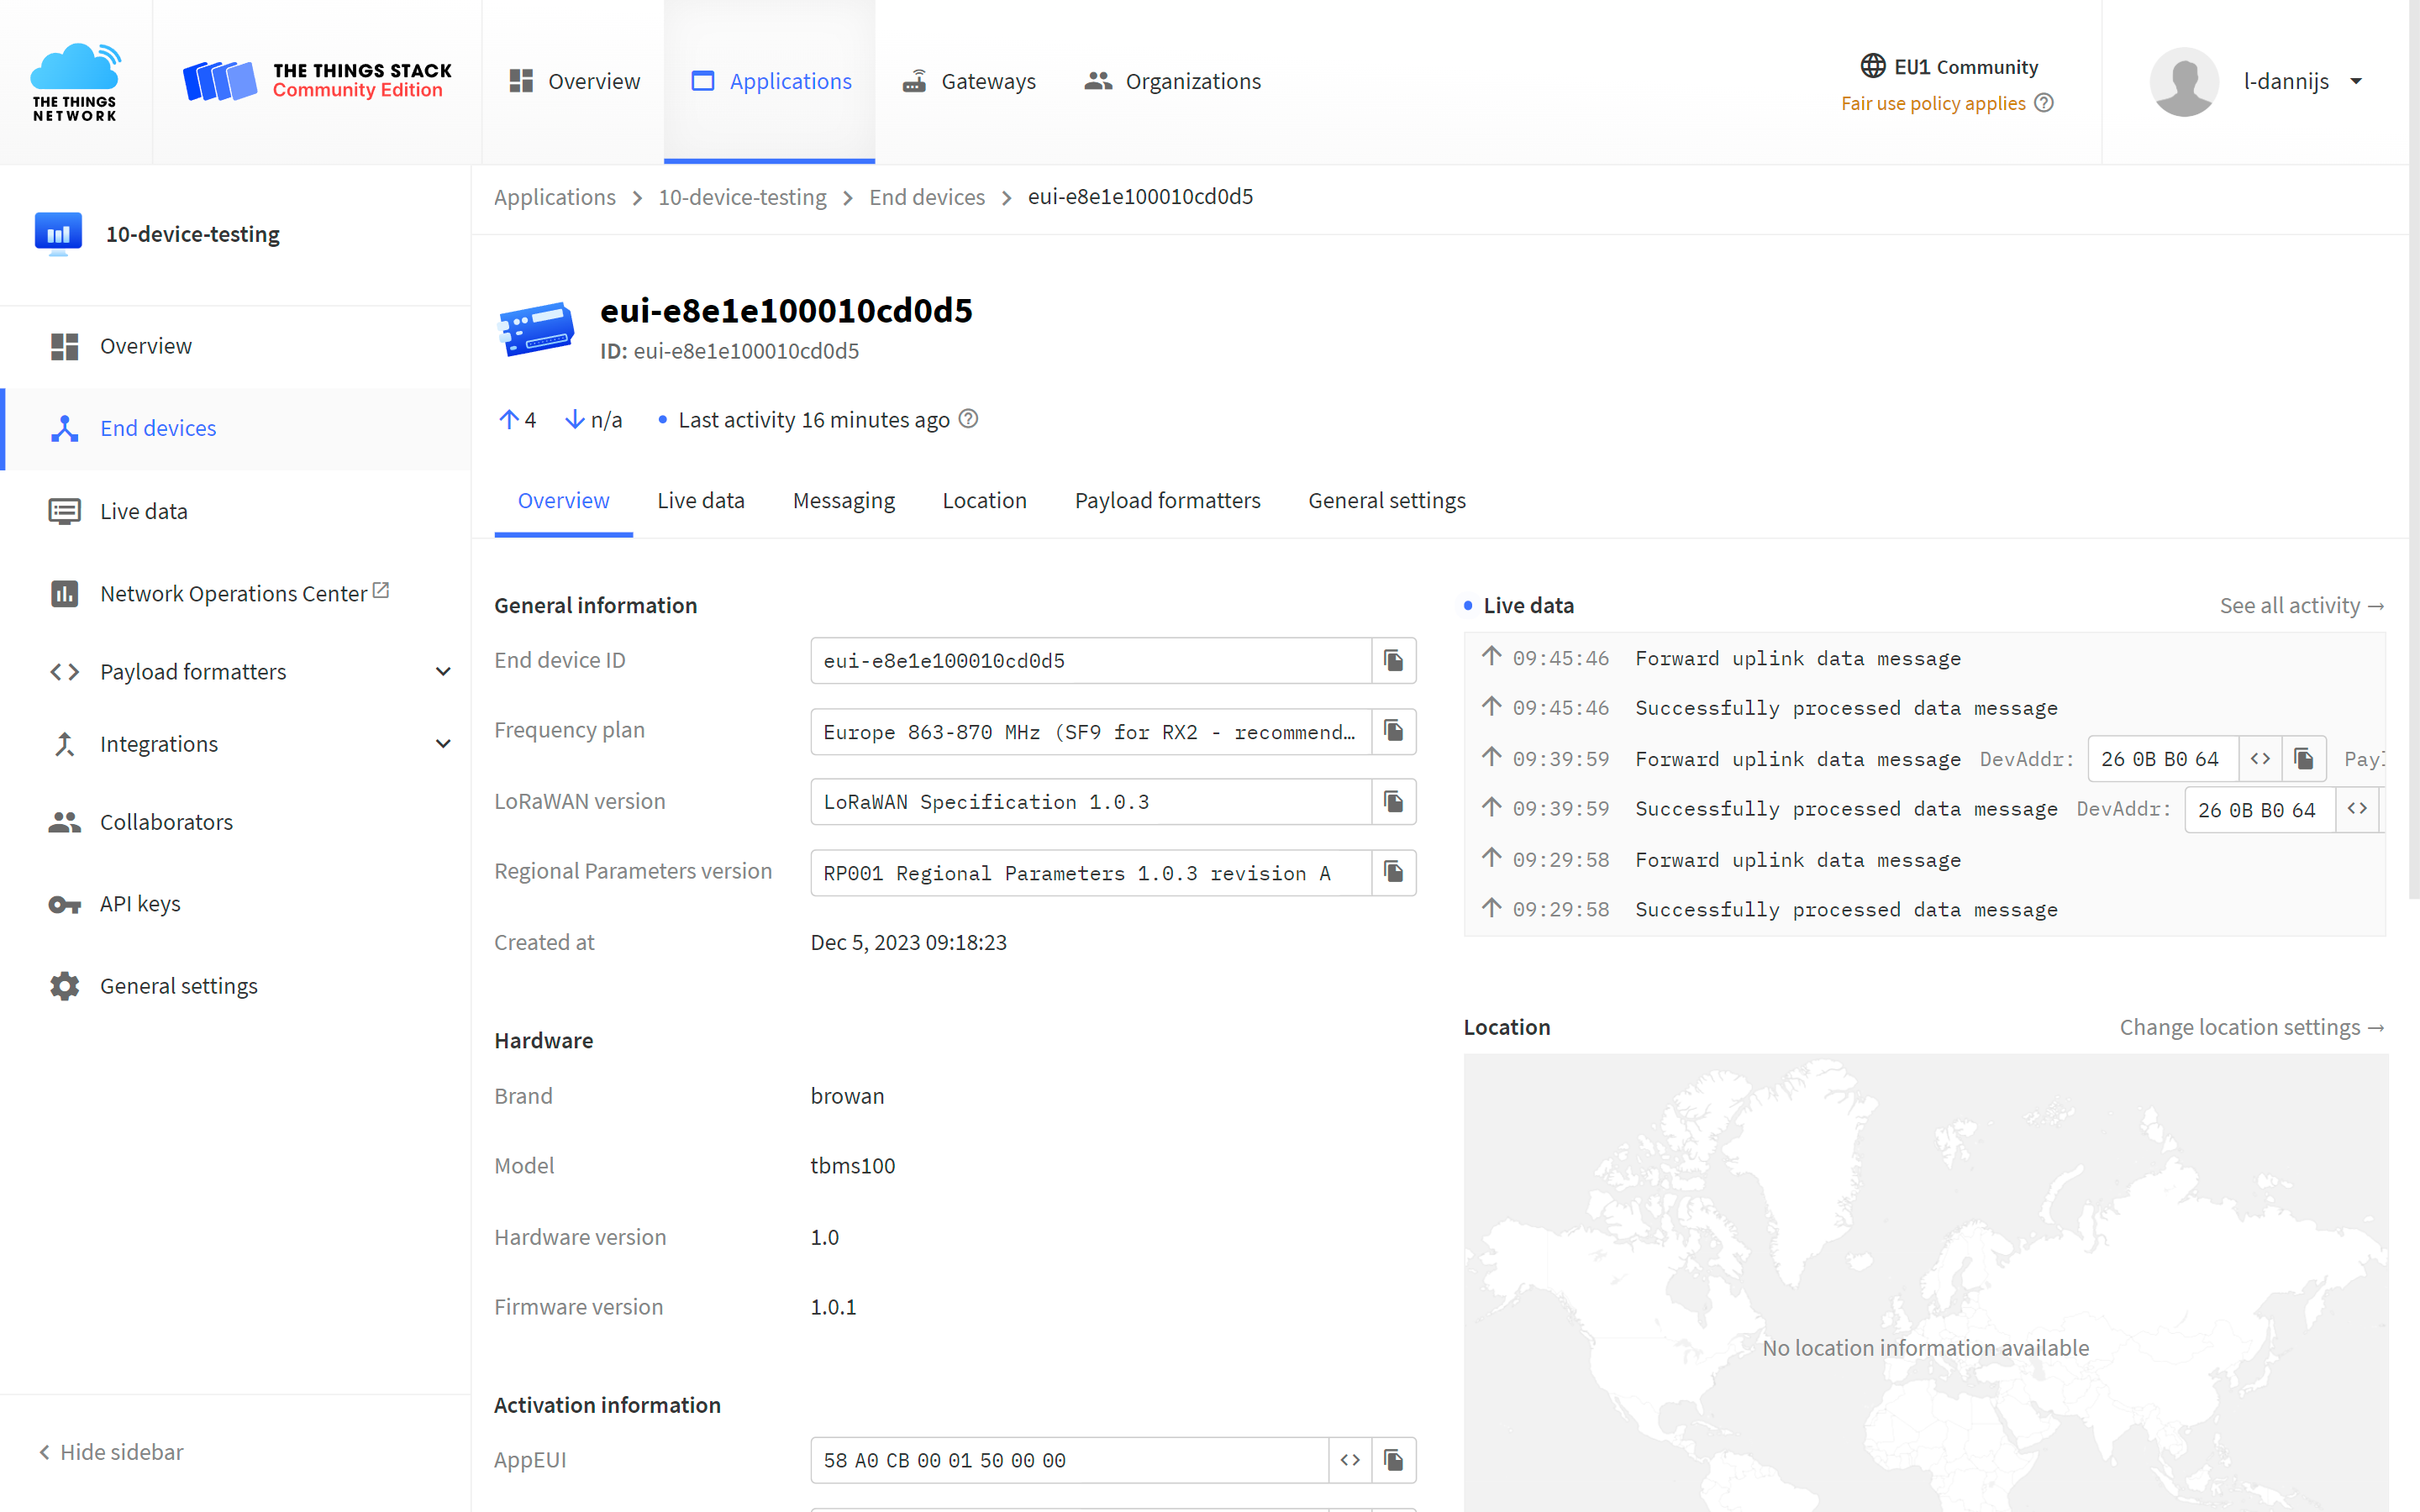 THE THINGS NETWORK
THE THINGS STACK
Community Edition
Overview
Applications
Gateways
Organizations
EU1 Community
Fair use policy applies
l-dannijs
10-device-testing
Overview
End devices
Live data
Network Operations Center
Payload formatters
Integrations
Collaborators
API keys
General settings
Hide sidebar
Applications > 10-device-testing > End devices > eui-e8e1e100010cd0d5
eui-e8e1e100010cd0d5
ID: eui-e8e1e100010cd0d5
4 n/a • Last activity 16 minutes ago
Overview Live data Messaging Location Payload formatters General settings
General information
End device ID eui-e8e1e100010cd0d5
Frequency plan Europe 863-870 MHz (SF9 for RX2 - recommend…
LoRaWAN version LoRaWAN Specification 1.0.3
Regional Parameters version RP001 Regional Parameters 1.0.3 revision A
Created at Dec 5, 2023 09:18:23
Hardware
Brand browan
Model tbms100
Hardware version 1.0
Firmware version 1.0.1
Activation information
AppEUI 58 A0 CB 00 01 50 00 00
Live data See all activity →
09:45:46 Forward uplink data message
09:45:46 Successfully processed data message
09:39:59 Forward uplink data message DevAddr: 26 0B B0 64 Payl
09:39:59 Successfully processed data message DevAddr: 26 0B B0 64
09:29:58 Forward uplink data message
09:29:58 Successfully processed data message
Location Change location settings →
No location information available